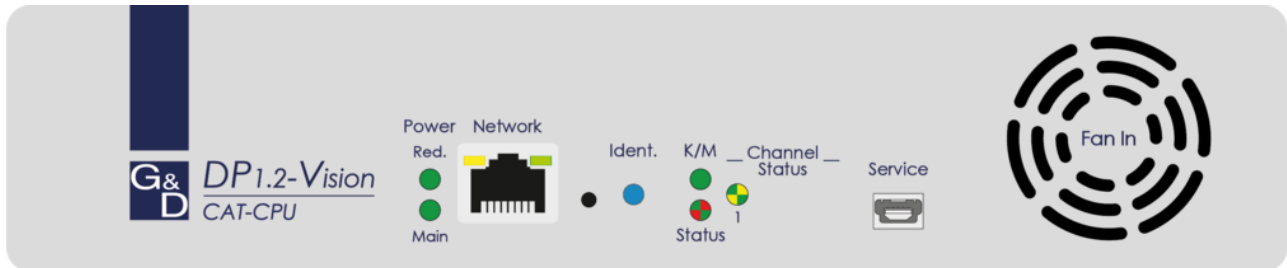 G&
D
DP1.2-Vision
CAT-CPU
Power
Red.
Main
Network
Ident.
K/M
Status
_ Channel _
Status
1
Service
Fan In